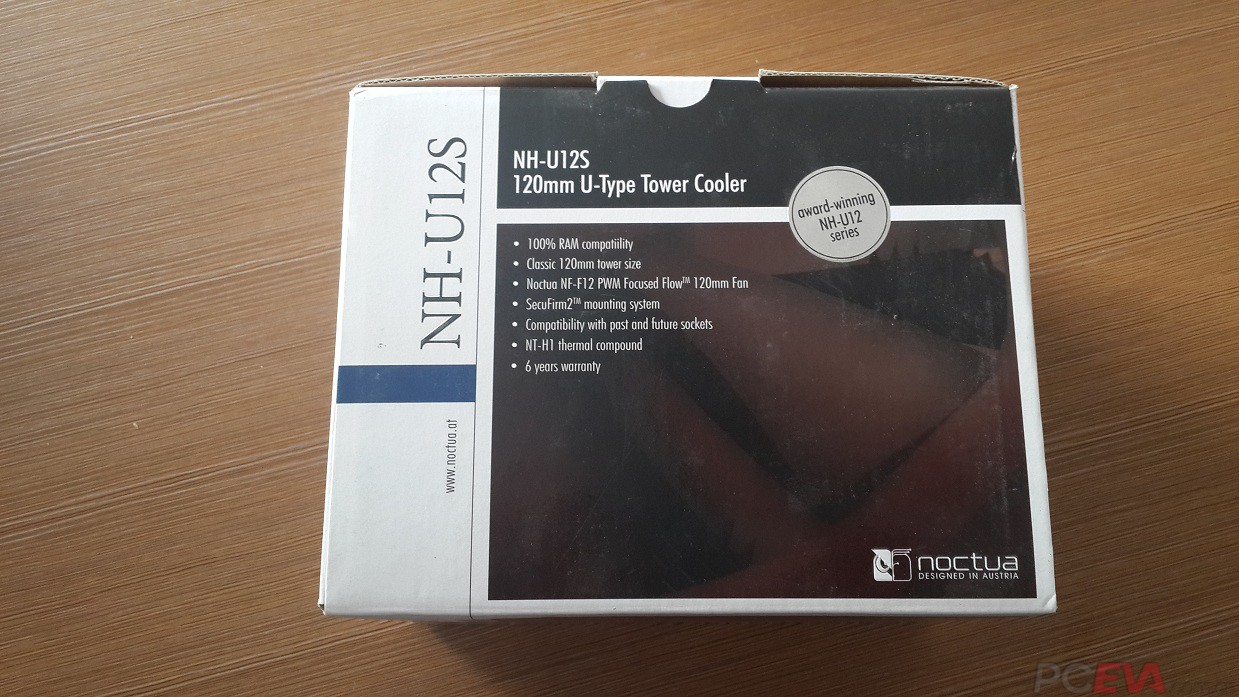 NH-U12S
www.noctua.at
NH-U12S
120mm U-Type Tower Cooler
award-winning
NH-U12
series
• 100% RAM compatiility
• Classic 120mm tower size
• Noctua NF-F12 PWM Focused Flow™ 120mm Fan
• SecuFirm2™ mounting system
• Compatibility with past and future sockets
• NT-H1 thermal compound
• 6 years warranty
noctua
DESIGNED IN AUSTRIA
PCEVA